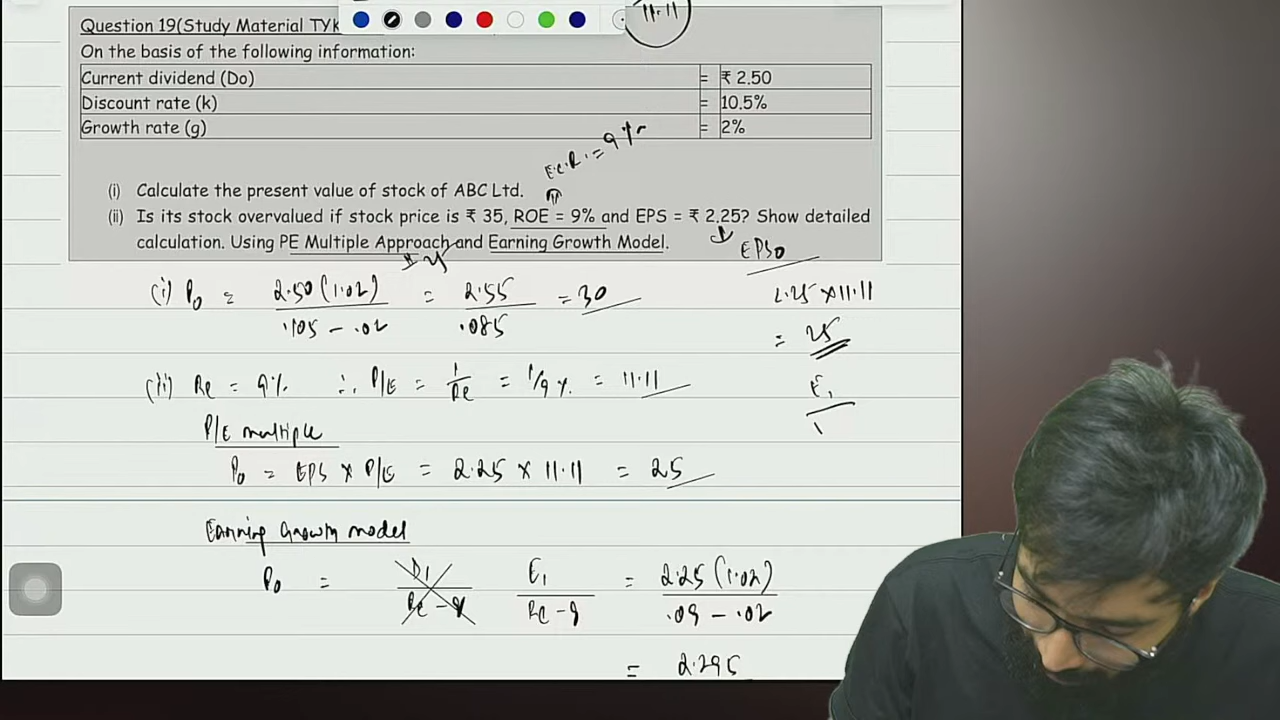 11.11
Question 19(Study Material TYK
On the basis of the following information:
Current dividend (Do) = ₹ 2.50
Discount rate (k) = 10.5%
Growth rate (g) = 2%
E.C.R. = 9%
(i) Calculate the present value of stock of ABC Ltd.
(ii) Is its stock overvalued if stock price is ₹ 35, ROE = 9% and EPS = ₹ 2.25? Show detailed
calculation. Using PE Multiple Approach and Earning Growth Model.
EPS0
(i) P0 = 2.50 (1.02) / .105 - .02 = 2.55 / .085 = 30
2.25 × 11.11
= 25
(ii) Re = 9% ∴ P/E = 1/Re = 1/9% = 11.11
E1
P/E multiple
P0 = EPS × P/E = 2.25 × 11.11 = 25
Earning Growth model
P0 = D1 / Re - g E1 / Re - g = 2.25 (1.02) / .09 - .02
= 2.295